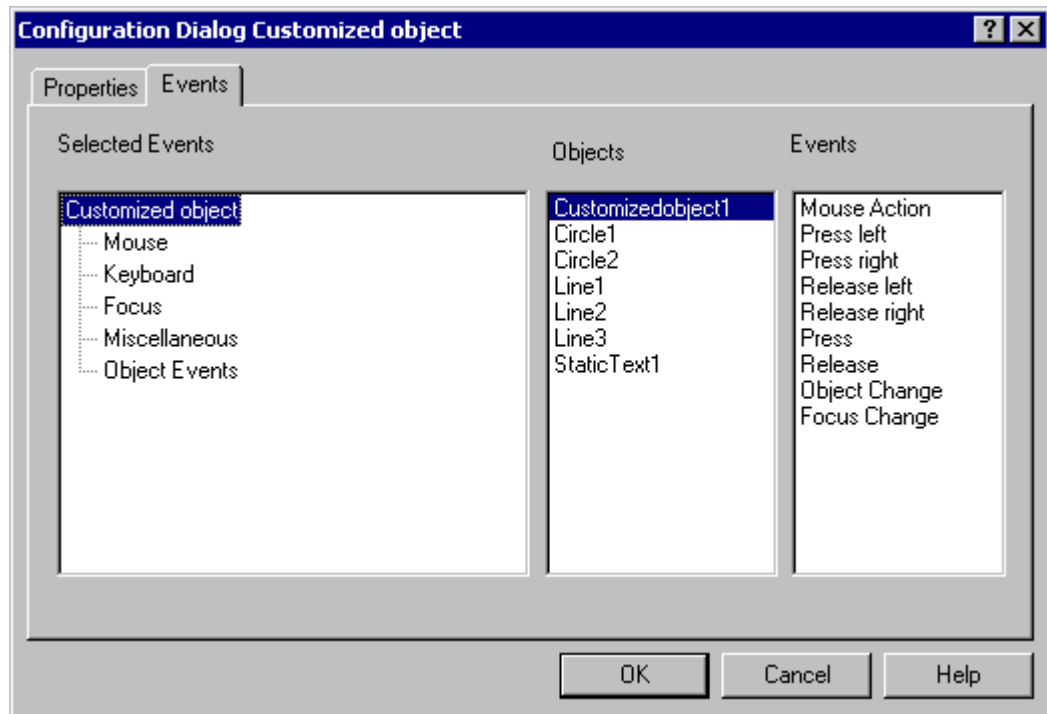 Configuration Dialog Customized object
Properties
Events
Selected Events
Objects
Events
Customized object
Mouse
Keyboard
Focus
Miscellaneous
Object Events
Customizedobject1
Circle1
Circle2
Line1
Line2
Line3
StaticText1
Mouse Action
Press left
Press right
Release left
Release right
Press
Release
Object Change
Focus Change
OK
Cancel
Help